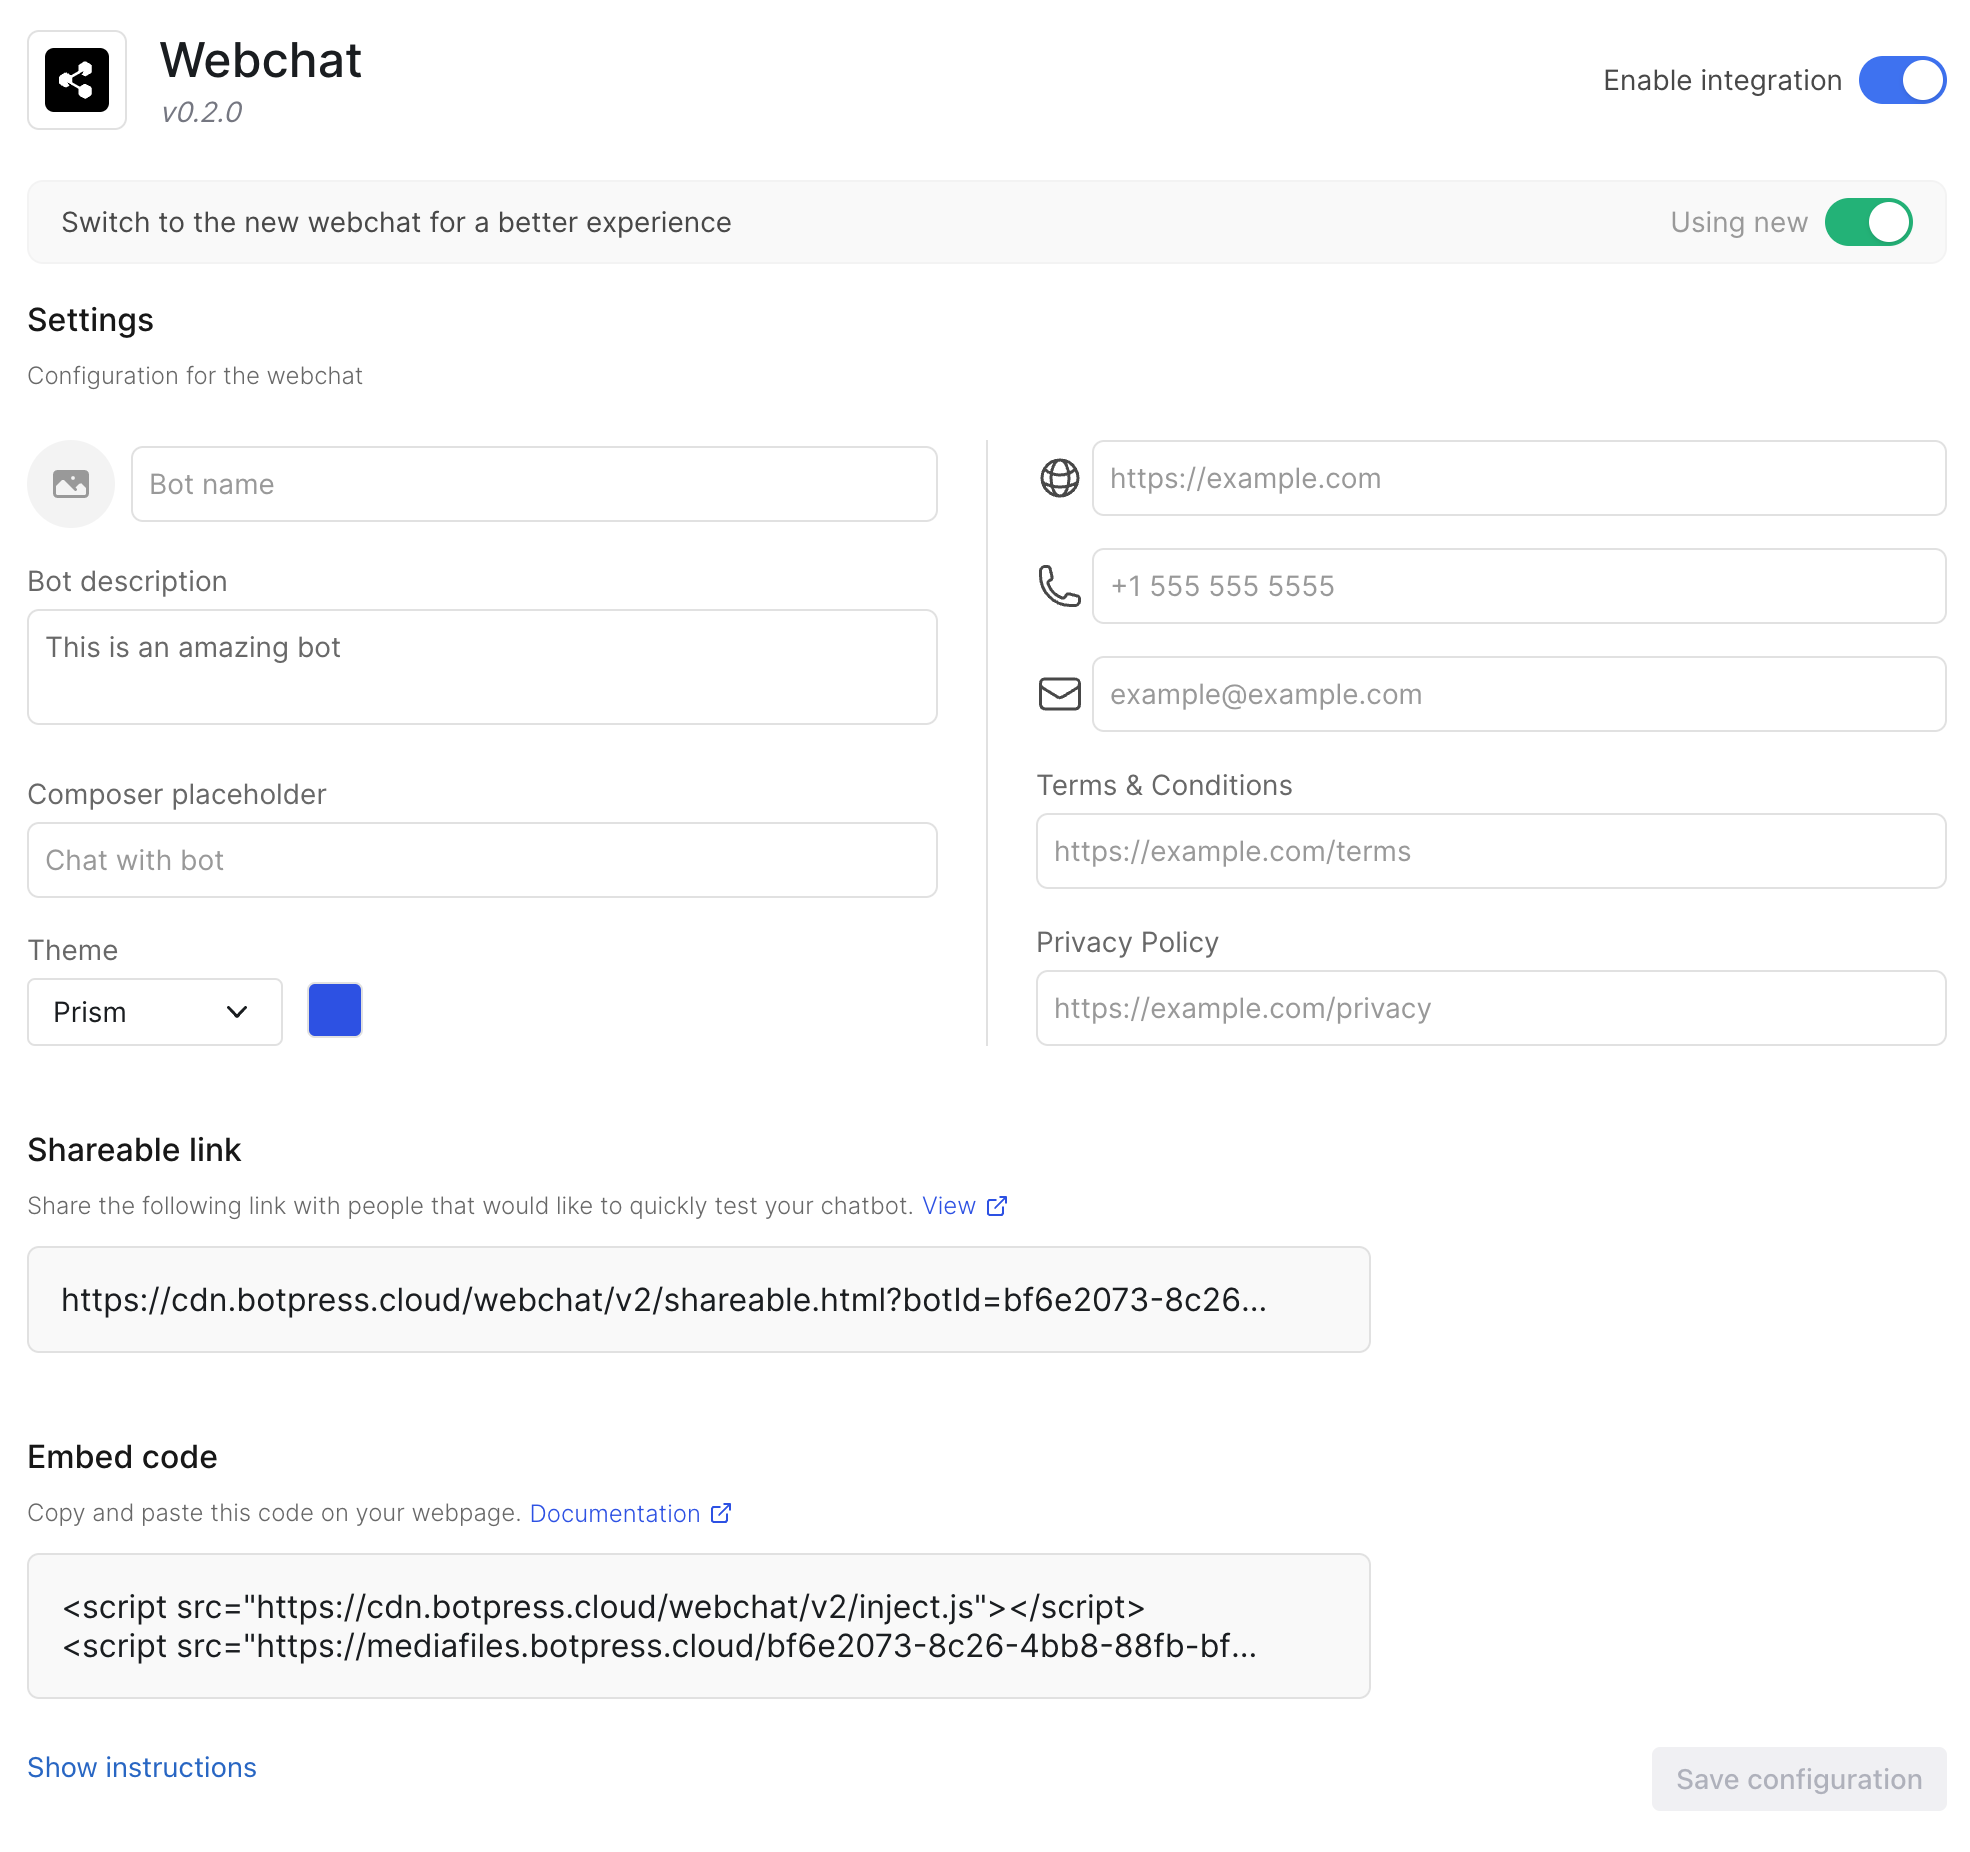 Webchat
v0.2.0
Enable integration
Switch to the new webchat for a better experience
Using new
Settings
Configuration for the webchat
Bot name
Bot description
This is an amazing bot
Composer placeholder
Chat with bot
Theme
Prism
https://example.com
+1 555 555 5555
example@example.com
Terms & Conditions
https://example.com/terms
Privacy Policy
https://example.com/privacy
Shareable link
Share the following link with people that would like to quickly test your chatbot. View
https://cdn.botpress.cloud/webchat/v2/shareable.html?botId=bf6e2073-8c26...
Embed code
Copy and paste this code on your webpage. Documentation
<script src="https://cdn.botpress.cloud/webchat/v2/inject.js"></script>
<script src="https://mediafiles.botpress.cloud/bf6e2073-8c26-4bb8-88fb-bf...
Show instructions
Save configuration